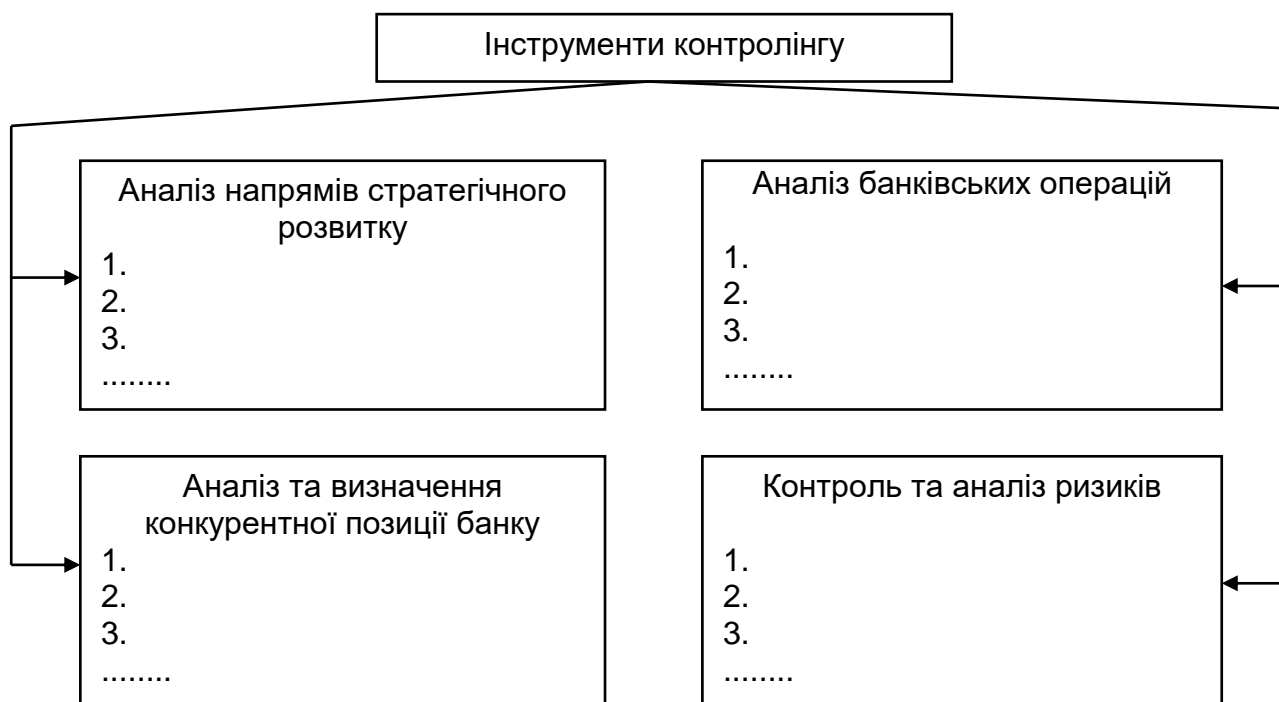 Інструменти контролінгу
Аналіз напрямів стратегічного
розвитку
1.
2.
3.
........
Аналіз банківських операцій
1.
2.
3.
........
Аналіз та визначення
конкурентної позиції банку
1.
2.
3.
........
Контроль та аналіз ризиків
1.
2.
3.
........